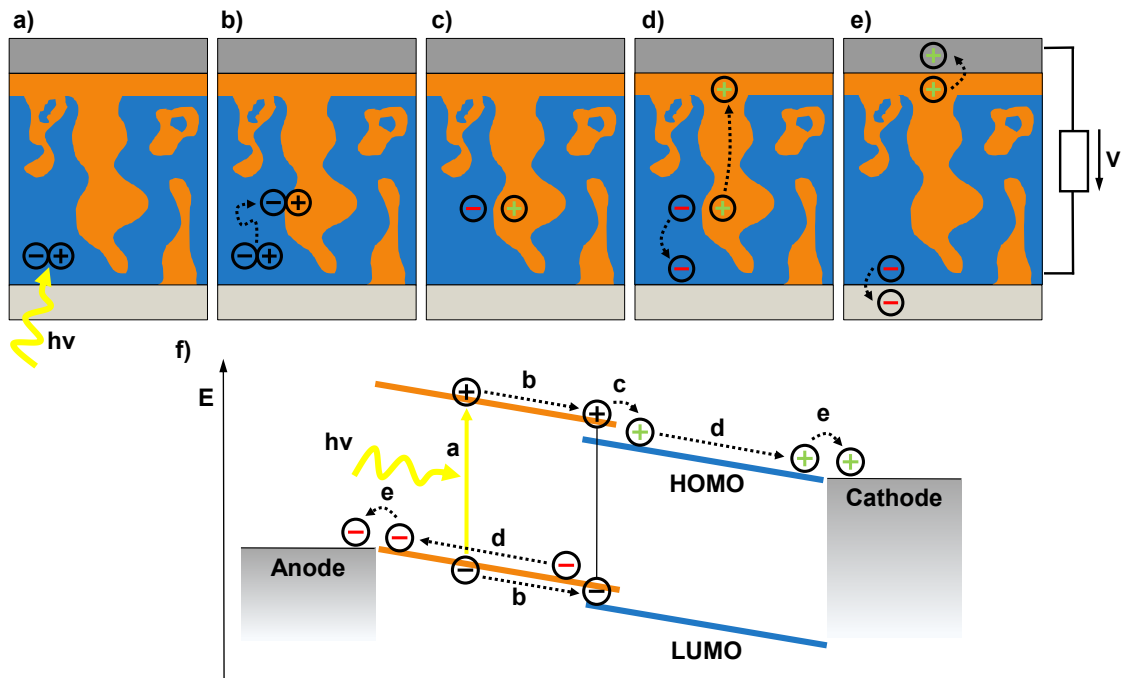 a) b) c) d) e)
hv
V
f)
E
b c
d e
hv a
HOMO
Cathode
e
d
Anode
b
LUMO